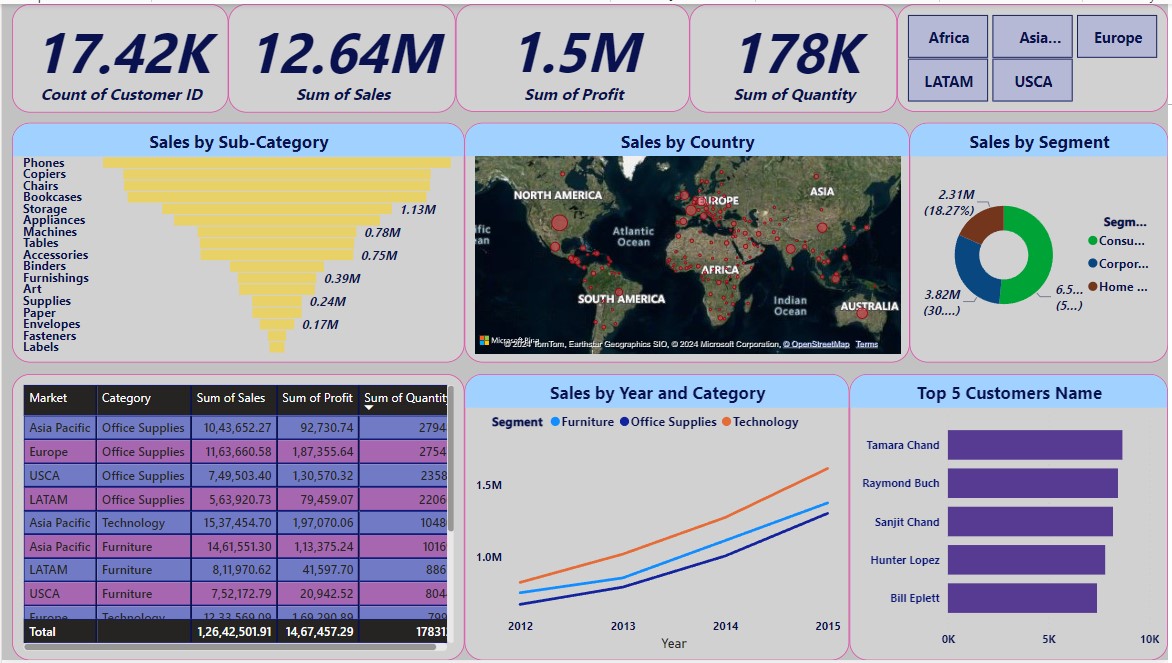 17.42K
Count of Customer ID
12.64M
Sum of Sales
1.5M
Sum of Profit
178K
Sum of Quantity
Africa
Asia...
Europe
LATAM
USCA
Sales by Sub-Category
Phones
Copiers
Chairs
Bookcases
Storage 1.13M
Appliances
Machines 0.78M
Tables
Accessories 0.75M
Binders
Furnishings 0.39M
Art
Supplies 0.24M
Paper
Envelopes 0.17M
Fasteners
Labels
Sales by Country
NORTH AMERICA
EUROPE
ASIA
ific
ean
Atlantic
Ocean
AFRICA
SOUTH AMERICA
Indian
Ocean
AUSTRALIA
© 2024 TomTom, Earthstar Geographics SIO, © 2024 Microsoft Corporation, © OpenStreetMap Terms
Sales by Segment
2.31M
(18.27%)
3.82M
(30....)
6.5...
(5...)
Segm...
Consu...
Corpor...
Home ...
Market Category Sum of Sales Sum of Profit Sum of Quantity
Asia Pacific Office Supplies 10,43,652.27 92,730.74 2794
Europe Office Supplies 11,63,660.58 1,87,355.64 2754
USCA Office Supplies 7,49,503.40 1,30,570.32 2358
LATAM Office Supplies 5,63,920.73 79,459.07 2206
Asia Pacific Technology 15,37,454.70 1,97,070.06 1048
Asia Pacific Furniture 14,61,551.30 1,13,375.24 1016
LATAM Furniture 8,11,970.62 41,597.70 886
USCA Furniture 7,52,172.79 20,942.52 804
Europe Technology 12,33,569.09 1,69,290.89 799
Total 1,26,42,501.91 14,67,457.29 17831
Sales by Year and Category
Segment Furniture Office Supplies Technology
1.5M
1.0M
2012 2013 2014 2015
Year
Top 5 Customers Name
Tamara Chand
Raymond Buch
Sanjit Chand
Hunter Lopez
Bill Eplett
0K 5K 10K